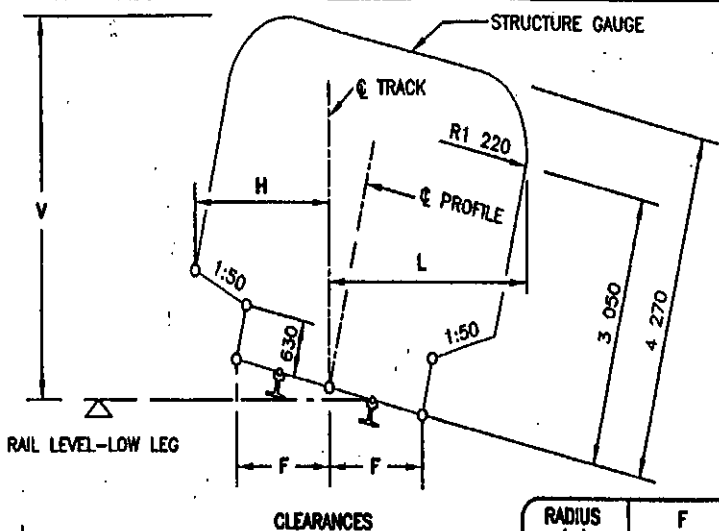 STRUCTURE GAUGE
℄ TRACK
R1 220
V
H
℄ PROFILE
L
1:50
1:50
630
3 050
4 270
RAIL LEVEL-LOW LEG
F
F
CLEARANCES
RADIUS
F